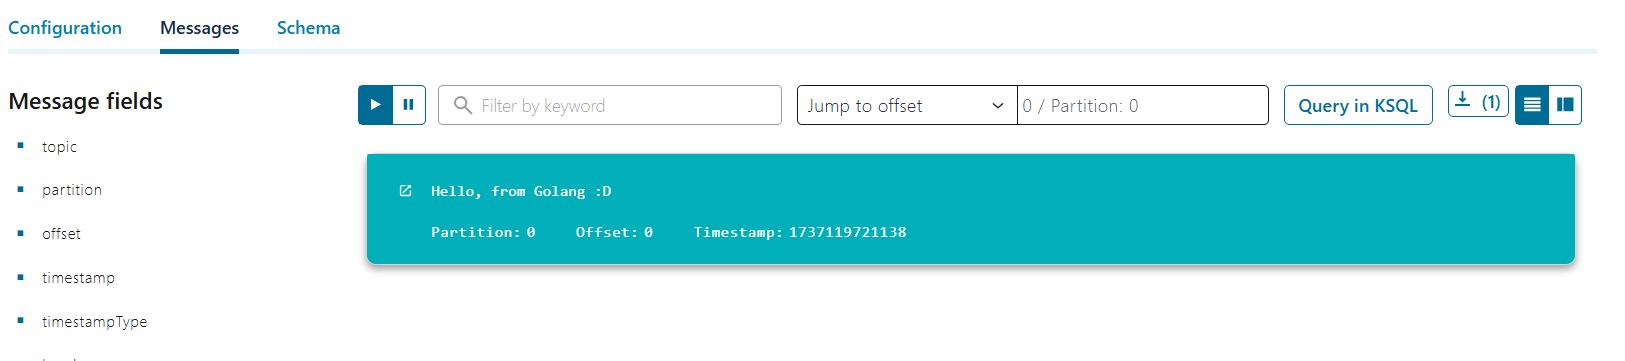 Configuration Messages Schema
Message fields
topic
partition
offset
timestamp
timestampType
Filter by keyword
Jump to offset
0 / Partition: 0
Query in KSQL
(1)
Hello, from Golang :D
Partition: 0 Offset: 0 Timestamp: 1737119721138